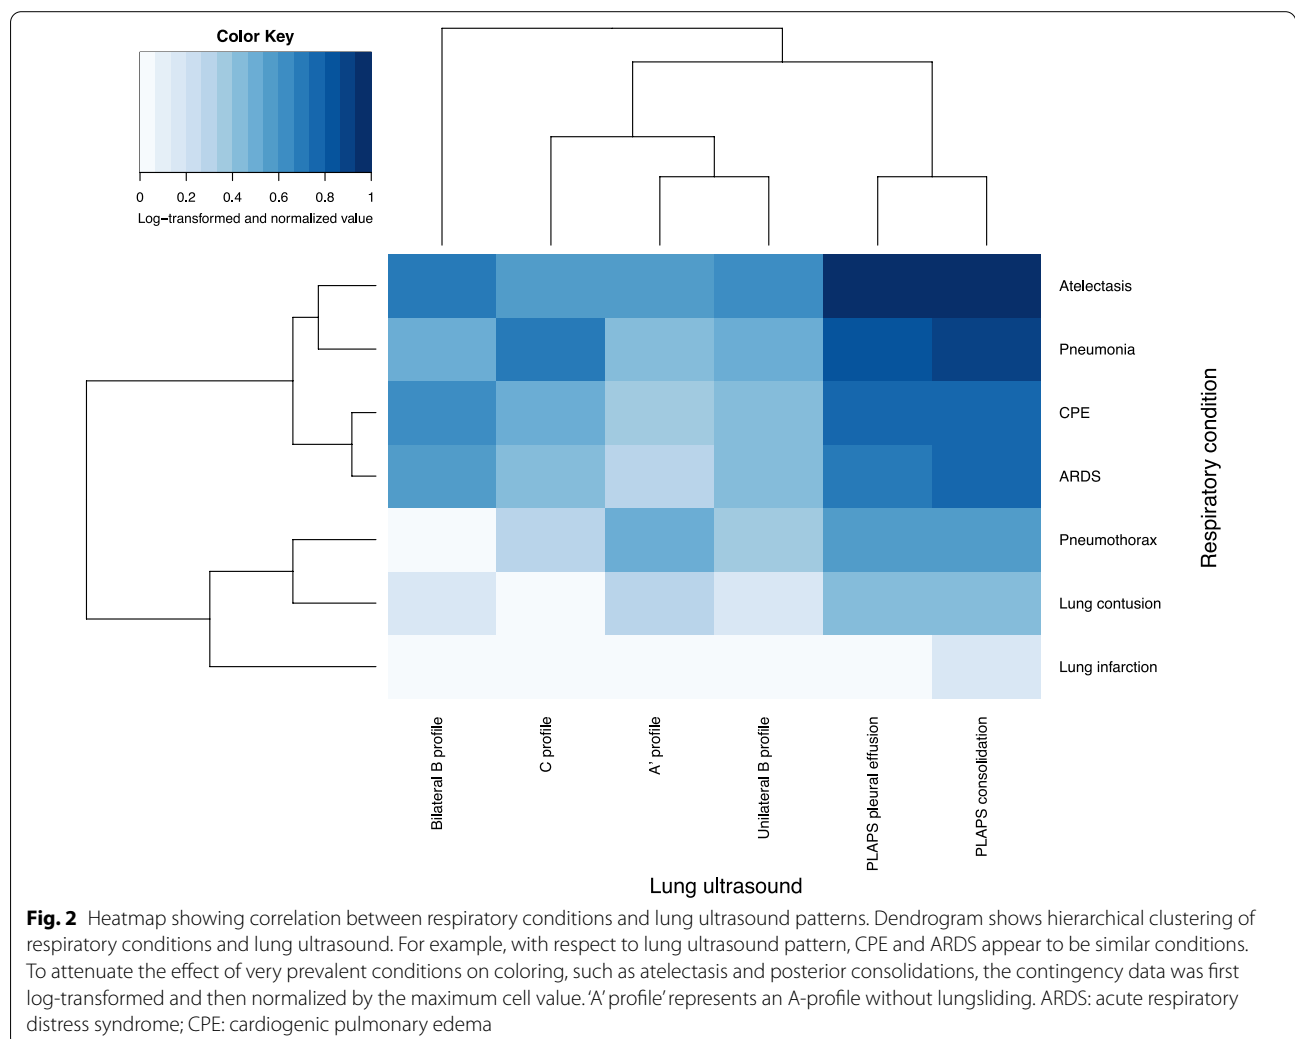 Color Key
0 0.2 0.4 0.6 0.8 1
Log-transformed and normalized value
Atelectasis
Pneumonia
CPE
ARDS
Pneumothorax
Lung contusion
Lung infarction
Respiratory condition
Bilateral B profile
C profile
A' profile
Unilateral B profile
PLAPS pleural effusion
PLAPS consolidation
Lung ultrasound
Fig. 2 Heatmap showing correlation between respiratory conditions and lung ultrasound patterns. Dendrogram shows hierarchical clustering of
respiratory conditions and lung ultrasound. For example, with respect to lung ultrasound pattern, CPE and ARDS appear to be similar conditions.
To attenuate the effect of very prevalent conditions on coloring, such as atelectasis and posterior consolidations, the contingency data was first
log-transformed and then normalized by the maximum cell value. ‘A’ profile’ represents an A-profile without lungsliding. ARDS: acute respiratory
distress syndrome; CPE: cardiogenic pulmonary edema